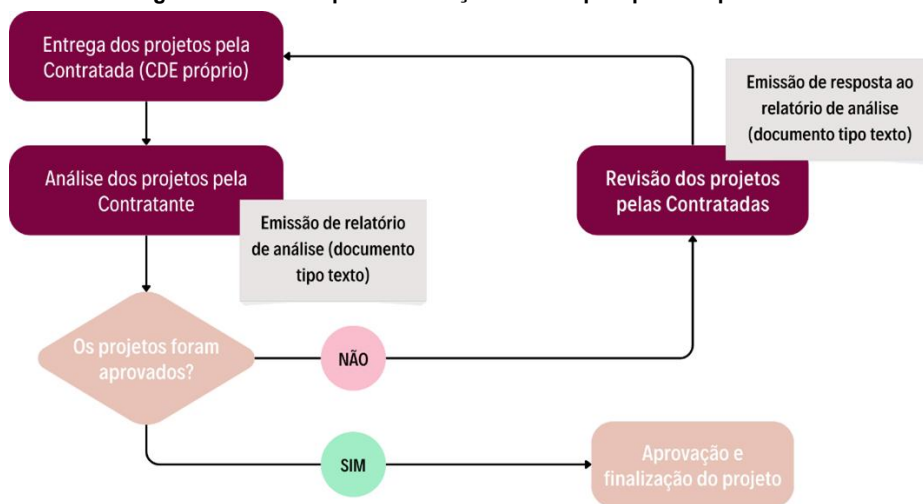 Entrega dos projetos pela
Contratada (CDE próprio)
Emissão de resposta ao
relatório de análise
(documento tipo texto)
Análise dos projetos pela
Contratante
Revisão dos projetos
pelas Contratadas
Emissão de relatório
de análise (documento
tipo texto)
Os projetos foram
aprovados?
NÃO
SIM
Aprovação e
finalização do projeto